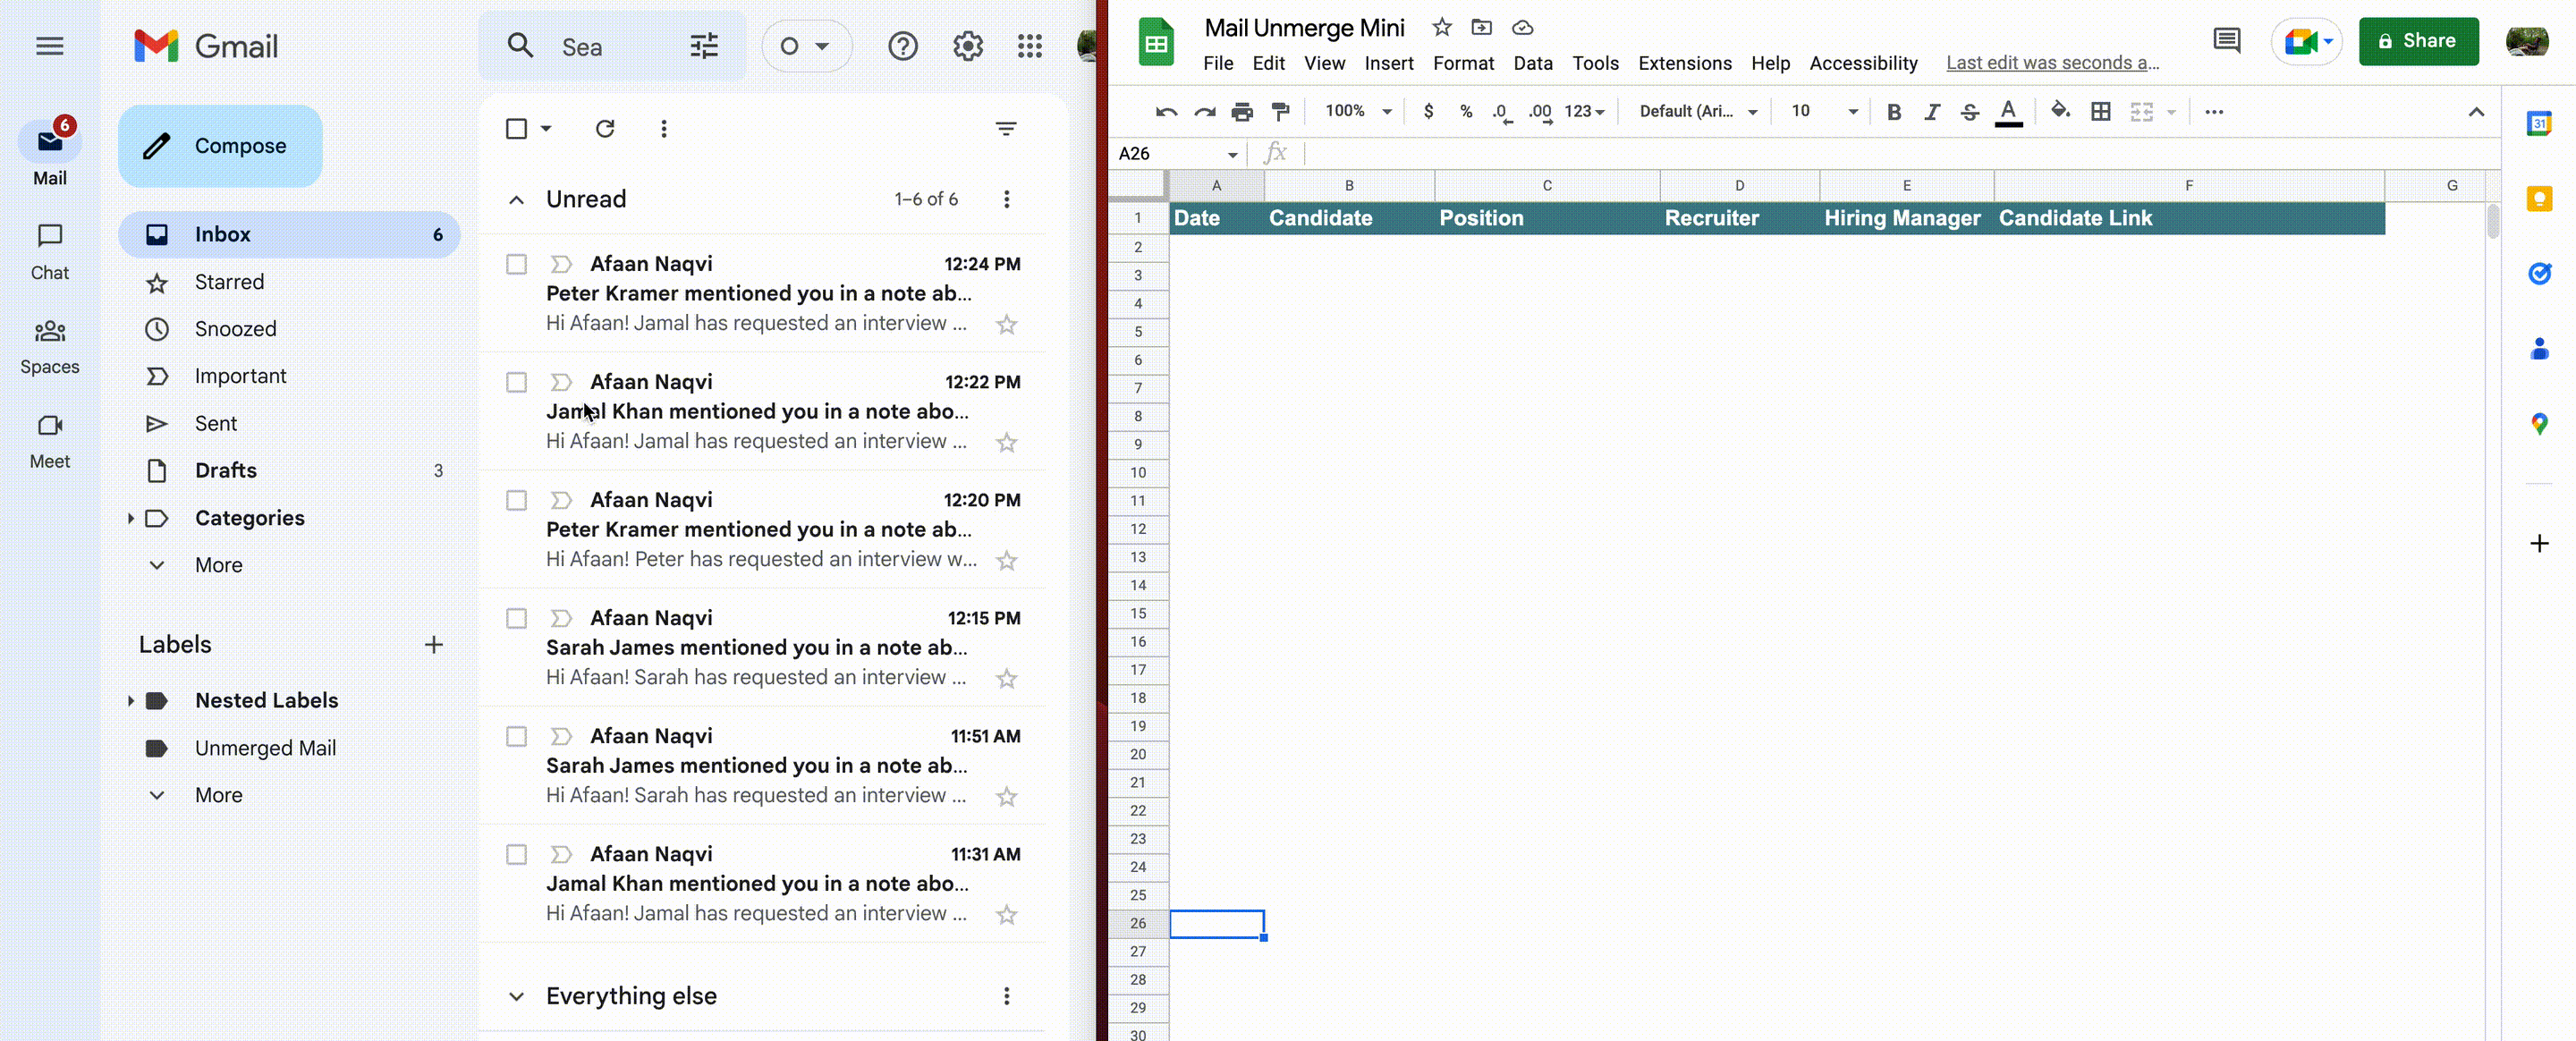 Gmail
Sea
6
Mail
Chat
Spaces
Meet
Compose
Inbox 6
Starred
Snoozed
Important
Sent
Drafts 3
Categories
More
Labels
Nested Labels
Unmerged Mail
More
Unread 1–6 of 6
Afaan Naqvi 12:24 PM
Peter Kramer mentioned you in a note ab...
Hi Afaan! Jamal has requested an interview ...
Afaan Naqvi 12:22 PM
Jamal Khan mentioned you in a note abo...
Hi Afaan! Jamal has requested an interview ...
Afaan Naqvi 12:20 PM
Peter Kramer mentioned you in a note ab...
Hi Afaan! Peter has requested an interview w...
Afaan Naqvi 12:15 PM
Sarah James mentioned you in a note ab...
Hi Afaan! Sarah has requested an interview ...
Afaan Naqvi 11:51 AM
Sarah James mentioned you in a note ab...
Hi Afaan! Sarah has requested an interview ...
Afaan Naqvi 11:31 AM
Jamal Khan mentioned you in a note abo...
Hi Afaan! Jamal has requested an interview ...
Everything else
Mail Unmerge Mini
File Edit View Insert Format Data Tools Extensions Help Accessibility Last edit was seconds a...
Share
100% $ % .0 .00 123 Default (Ari... 10 B I S A
A26 fx
A B C D E F G
1 Date Candidate Position Recruiter Hiring Manager Candidate Link
2
3
4
5
6
7
8
9
10
11
12
13
14
15
16
17
18
19
20
21
22
23
24
25
26
27
28
29
30
31